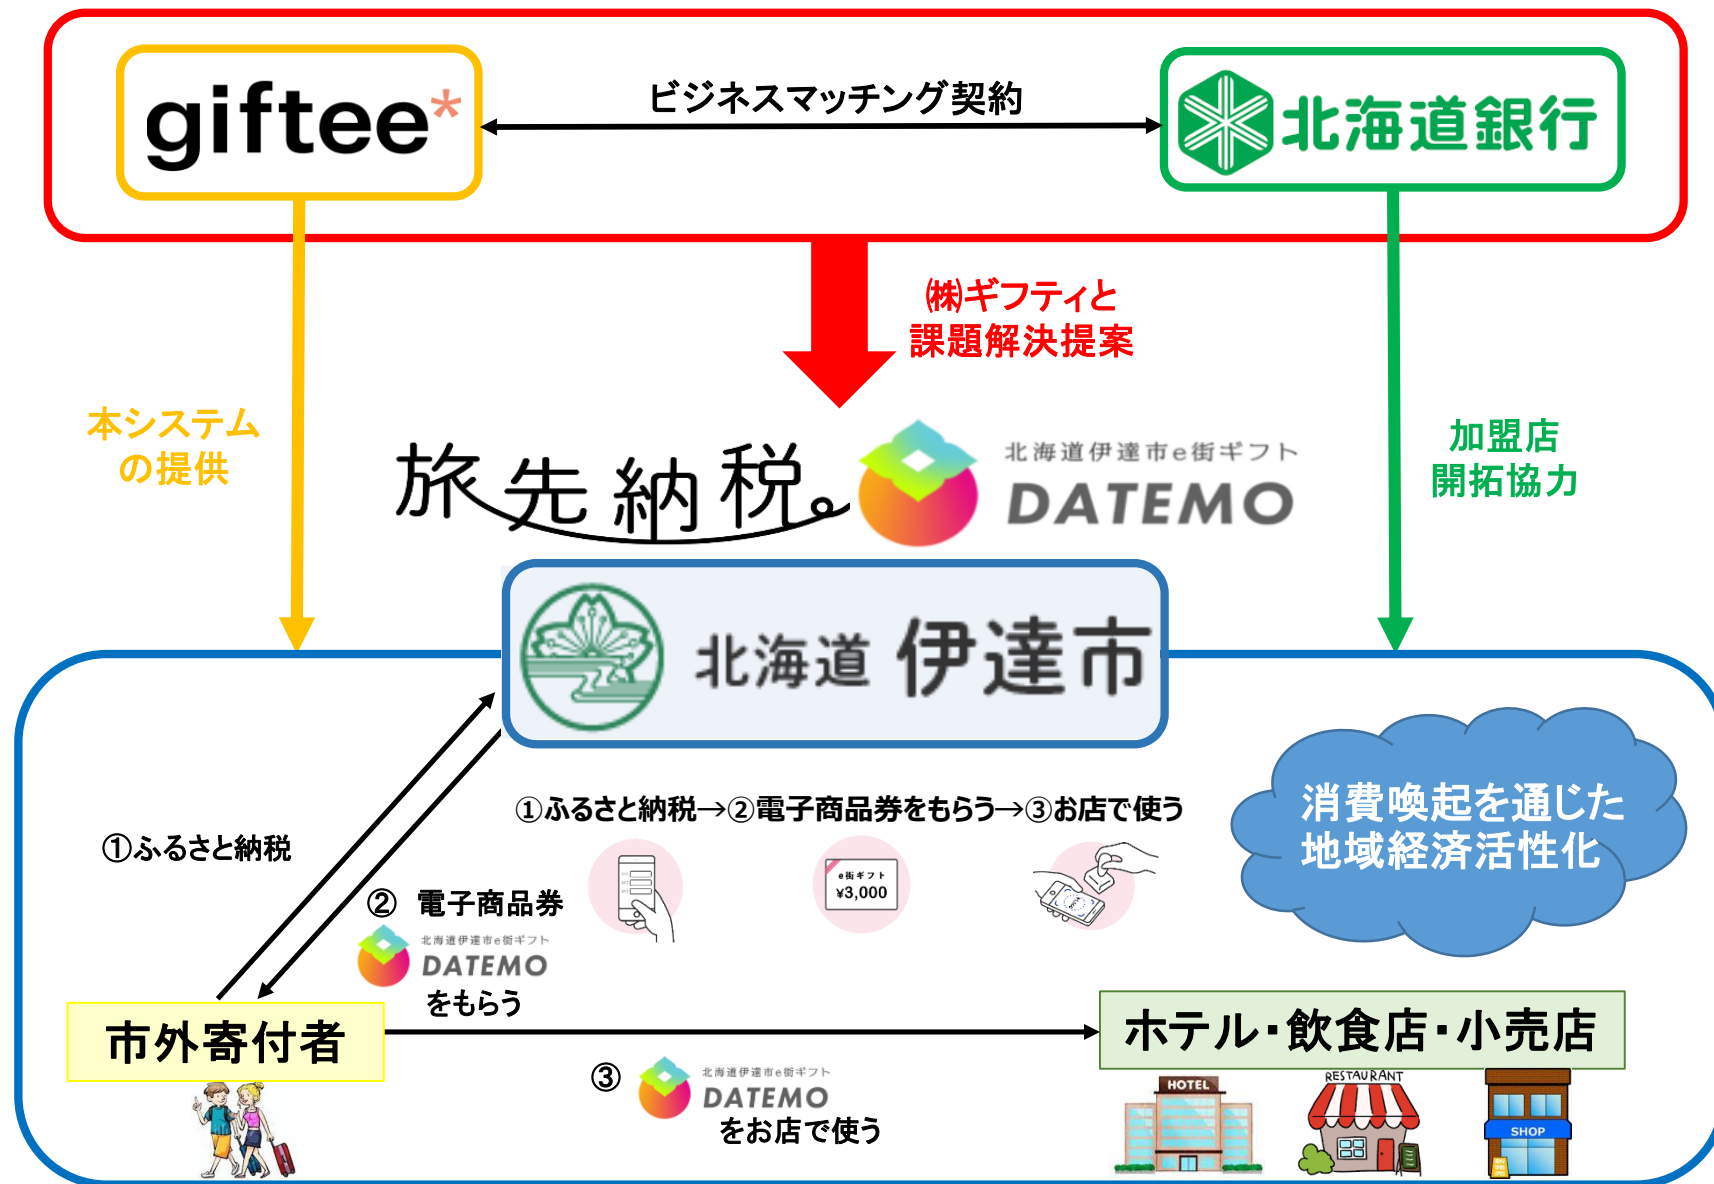 giftee*
ビジネスマッチング契約
北海道銀行
㈱ギフティと
課題解決提案
本システム
の提供
加盟店
開拓協力
旅先納税。
北海道伊達市e街ギフト
DATEMO
北海道 伊達市
①ふるさと納税→②電子商品券をもらう→③お店で使う
e街ギフト
¥3,000
消費喚起を通じた
地域経済活性化
①ふるさと納税
② 電子商品券
北海道伊達市e街ギフト
DATEMO
をもらう
市外寄付者
ホテル・飲食店・小売店
③
北海道伊達市e街ギフト
DATEMO
をお店で使う
HOTEL
RESTAURANT
SHOP